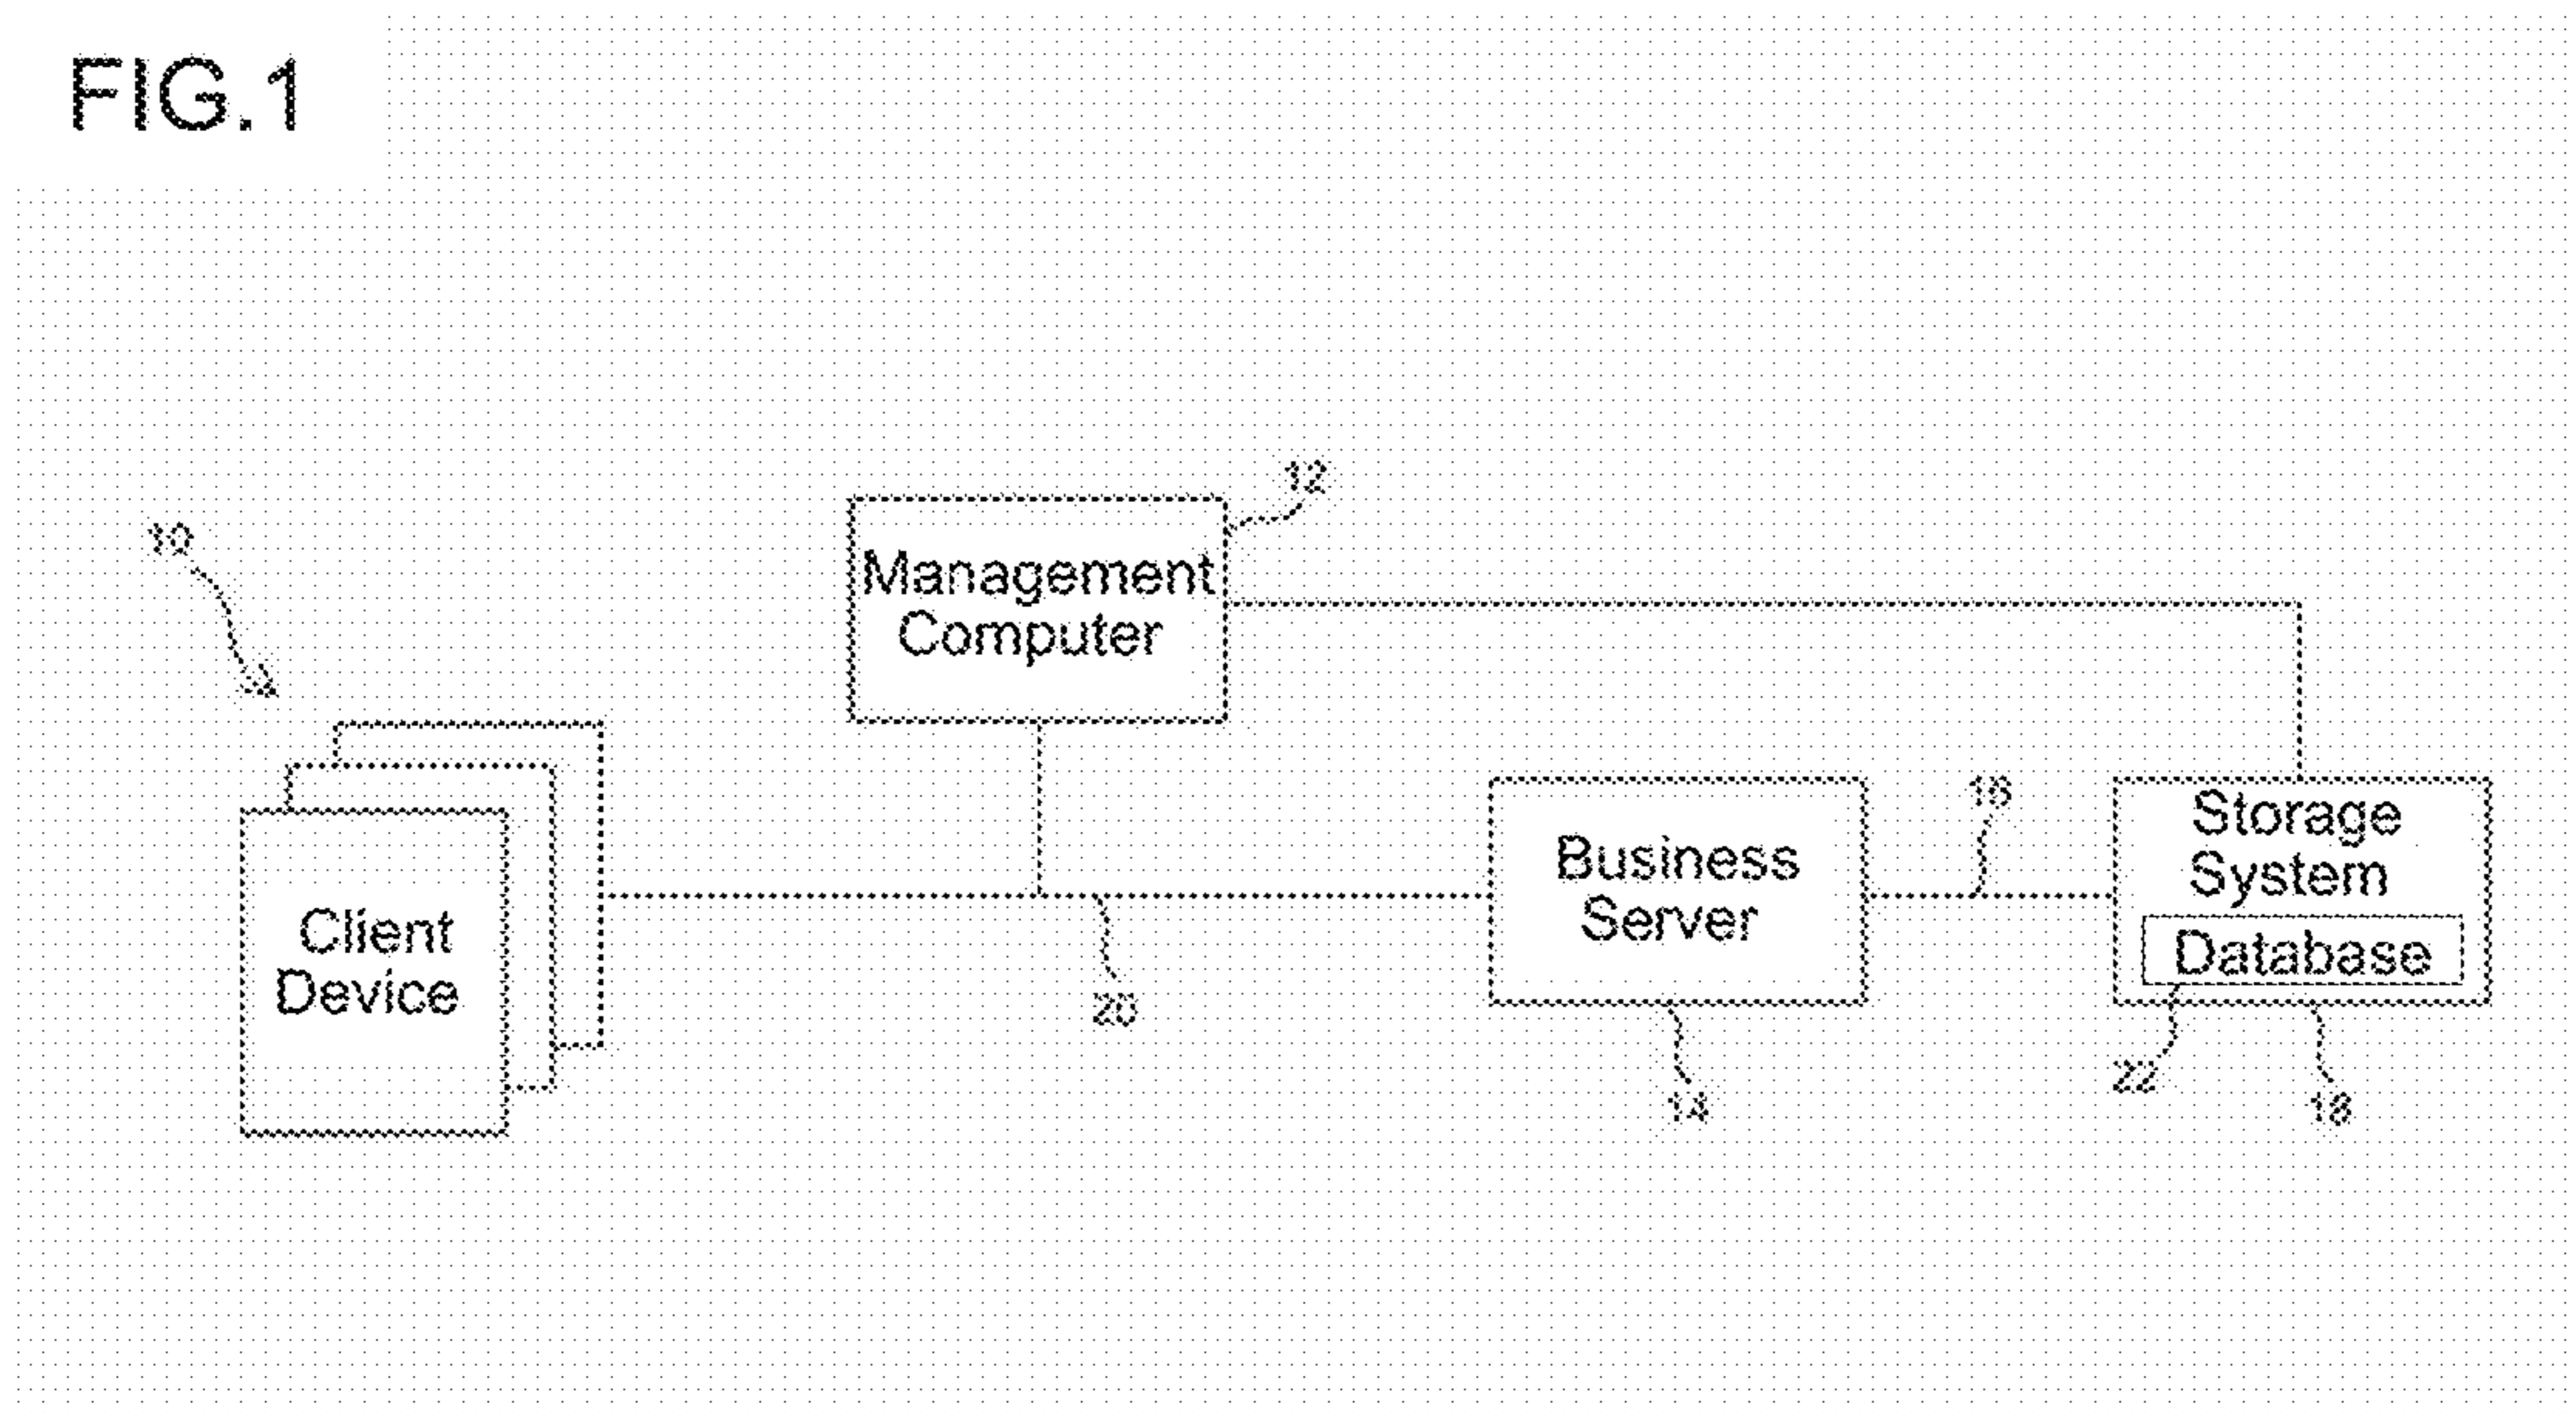 FIG.1
12
10
Management
Computer
16
Storage
System
Business
Server
Database
Client
Device
20
22
14
18